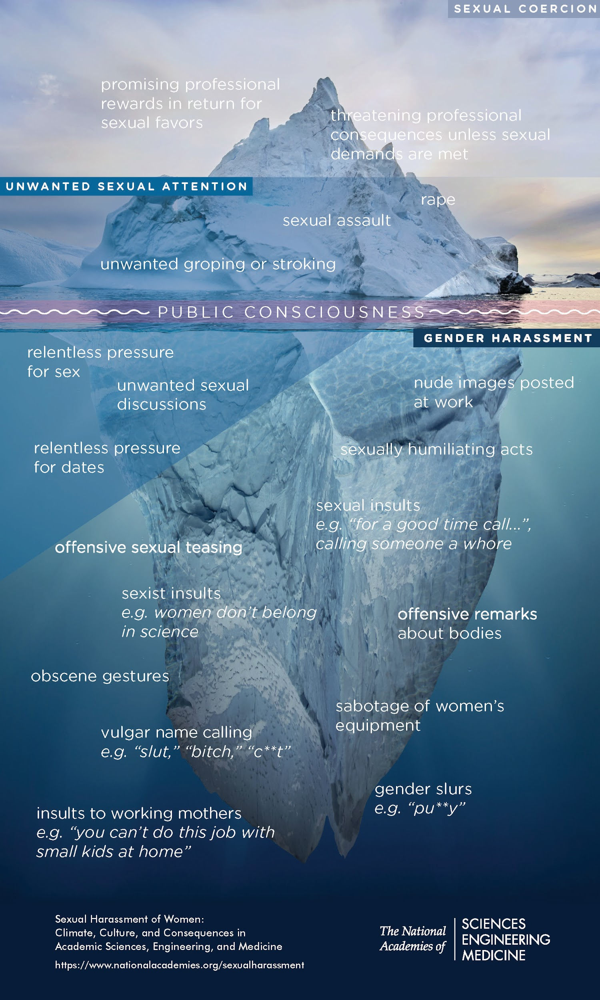 SEXUAL COERCION
promising professional
rewards in return for
sexual favors
threatening professional
consequences unless sexual
demands are met
UNWANTED SEXUAL ATTENTION
rape
sexual assault
unwanted groping or stroking
PUBLIC CONSCIOUSNESS
GENDER HARASSMENT
relentless pressure
for sex
unwanted sexual
discussions
nude images posted
at work
relentless pressure
for dates
sexually humiliating acts
sexual insults
e.g. “for a good time call...”,
calling someone a whore
offensive sexual teasing
sexist insults
e.g. women don’t belong
in science
offensive remarks
about bodies
obscene gestures
sabotage of women’s
equipment
vulgar name calling
e.g. “slut,” “bitch,” “c**t”
gender slurs
e.g. “pu**y”
insults to working mothers
e.g. “you can’t do this job with
small kids at home”
Sexual Harassment of Women:
Climate, Culture, and Consequences in
Academic Sciences, Engineering, and Medicine
https://www.nationalacademies.org/sexualharassment
The National
Academies of
SCIENCES
ENGINEERING
MEDICINE